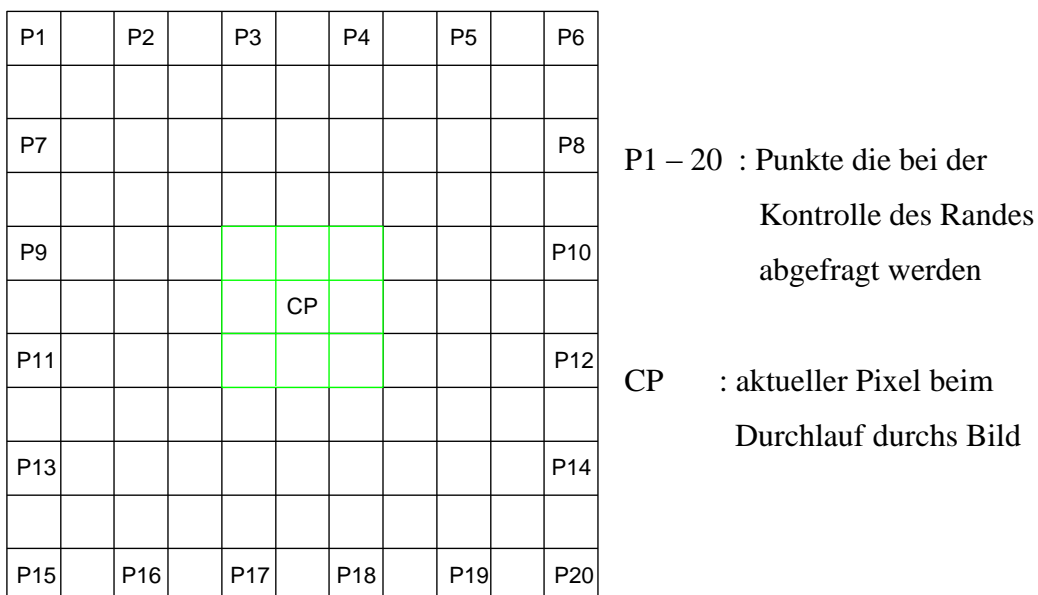 P1 P2 P3 P4 P5 P6
P7 P8
P9 P10
CP
P11 P12
P13 P14
P15 P16 P17 P18 P19 P20
P1 – 20 : Punkte die bei der
Kontrolle des Randes
abgefragt werden
CP : aktueller Pixel beim
Durchlauf durchs Bild